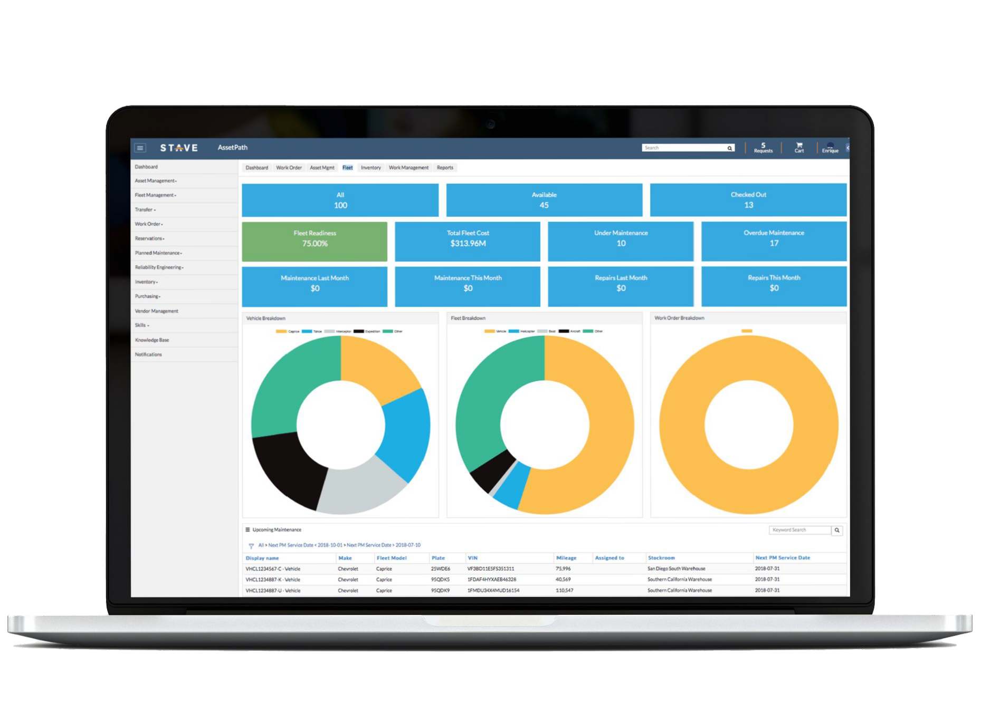 STAVE AssetPath Search 5 Requests Cart Enrique
Dashboard
Asset Management
Fleet Management
Transfer
Work Order
Reservations
Planned Maintenance
Reliability Engineering
Inventory
Purchasing
Vendor Management
Skills
Knowledge Base
Notifications
Dashboard Work Order Asset Mgmt Fleet Inventory Work Management Reports
All
100
Available
45
Checked Out
13
Fleet Readiness
75.00%
Total Fleet Cost
$313.96M
Under Maintenance
10
Overdue Maintenance
17
Maintenance Last Month
$0
Maintenance This Month
$0
Repairs Last Month
$0
Repairs This Month
$0
Vehicle Breakdown
Caprice Tahoe Interceptor Expedition Other
Fleet Breakdown
Vehicle Helicopter Boat Aircraft Other
Work Order Breakdown
Upcoming Maintenance Keyword Search
All > Next PM Service Date < 2018-10-01 > Next PM Service Date > 2018-07-10
Display name Make Fleet Model Plate VIN Mileage Assigned to Stockroom Next PM Service Date
VHCL1234567-C - Vehicle Chevrolet Caprice 25WDE6 VF3BD11E5FS351311 75,996 San Diego South Warehouse 2018-07-31
VHCL1234887-K - Vehicle Chevrolet Caprice 95QDK5 1FDAF4HYXAEB46328 40,569 Southern California Warehouse 2018-07-31
VHCL1234887-U - Vehicle Chevrolet Caprice 95QDK9 1FMDU34X4MUD16154 110,547 Southern California Warehouse 2018-07-31